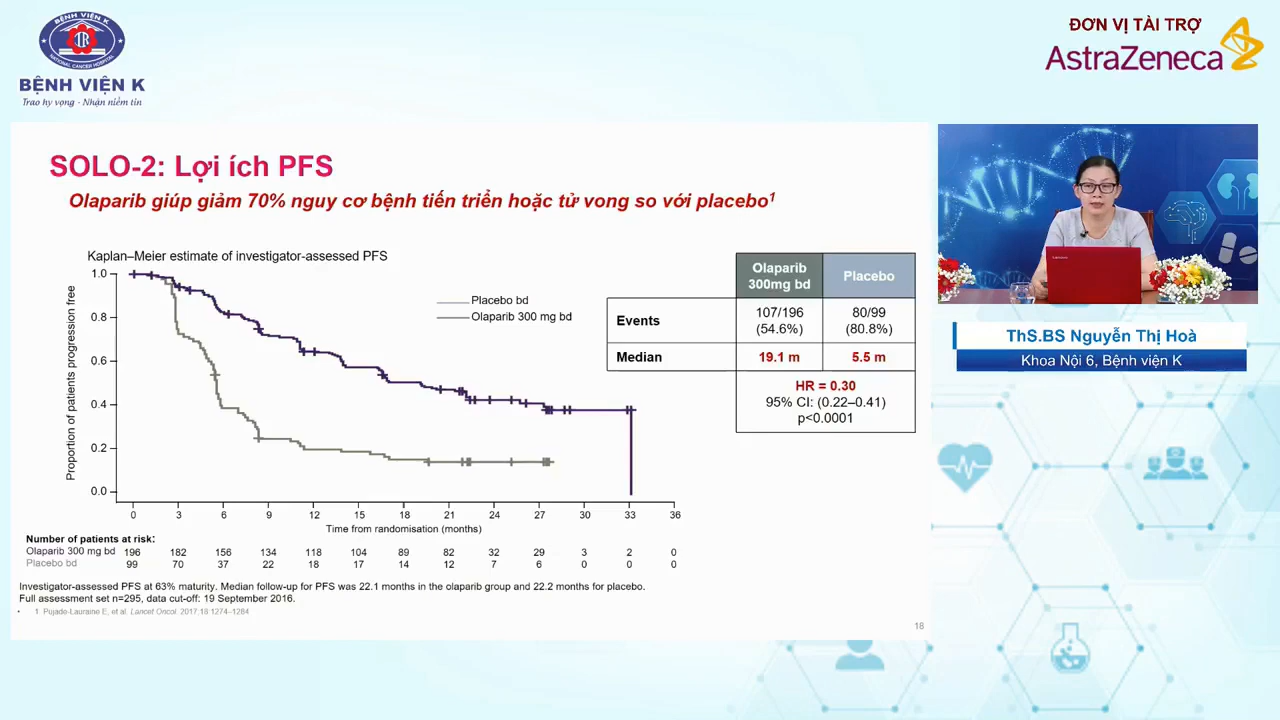 BỆNH VIỆN K
NATIONAL CANCER HOSPITAL
BỆNH VIỆN K
Trao hy vọng - Nhận niềm tin
ĐƠN VỊ TÀI TRỢ
AstraZeneca
SOLO-2: Lợi ích PFS
Olaparib giúp giảm 70% nguy cơ bệnh tiến triển hoặc tử vong so với placebo1
Kaplan–Meier estimate of investigator-assessed PFS
Proportion of patients progression free
1.0
0.8
0.6
0.4
0.2
0.0
Placebo bd
Olaparib 300 mg bd
0 3 6 9 12 15 18 21 24 27 30 33 36
Time from randomisation (months)
Number of patients at risk:
Olaparib 300 mg bd 196 182 156 134 118 104 89 82 32 29 3 2 0
Placebo bd 99 70 37 22 18 17 14 12 7 6 0 0 0
Olaparib 300mg bd Placebo
Events 107/196 (54.6%) 80/99 (80.8%)
Median 19.1 m 5.5 m
HR = 0.30
95% CI: (0.22–0.41)
p<0.0001
Investigator-assessed PFS at 63% maturity. Median follow-up for PFS was 22.1 months in the olaparib group and 22.2 months for placebo.
Full assessment set n=295, data cut-off: 19 September 2016.
• 1. Pujade-Lauraine E, et al. Lancet Oncol. 2017;18:1274–1284
18
ThS.BS Nguyễn Thị Hoà
Khoa Nội 6, Bệnh viện K